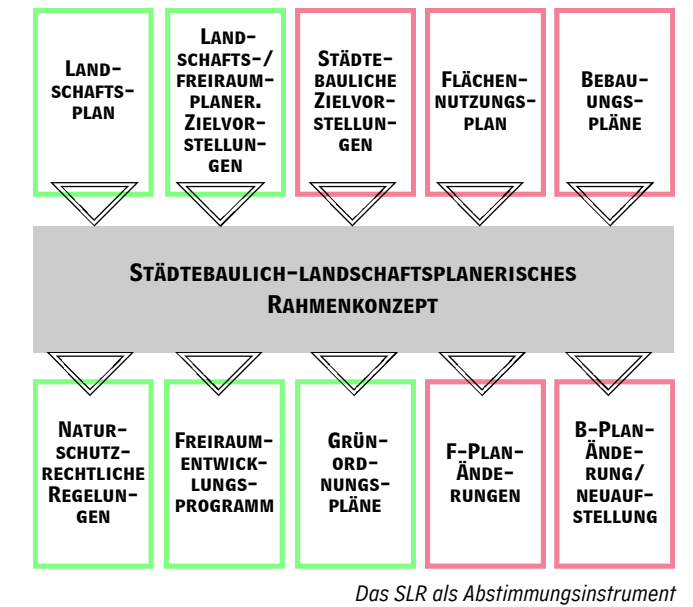 LAND-
SCHAFTS-
PLAN
LAND-
SCHAFTS-/
FREIRAUM-
PLANER.
ZIELVOR-
STELLUN-
GEN
STÄDTE-
BAULICHE
ZIELVOR-
STELLUN-
GEN
FLÄCHEN-
NUTZUNGS-
PLAN
BEBAU-
UNGS-
PLÄNE
STÄDTEBAULICH-LANDSCHAFTSPLANERISCHES
RAHMENKONZEPT
NATUR-
SCHUTZ-
RECHTLICHE
REGELUN-
GEN
FREIRAUM-
ENTWICK-
LUNGS-
PROGRAMM
GRÜN-
ORD-
NUNGS-
PLÄNE
F-PLAN-
ÄNDE-
RUNGEN
B-PLAN-
ÄNDE-
RUNG/
NEUAUF-
STELLUNG
Das SLR als Abstimmungsinstrument